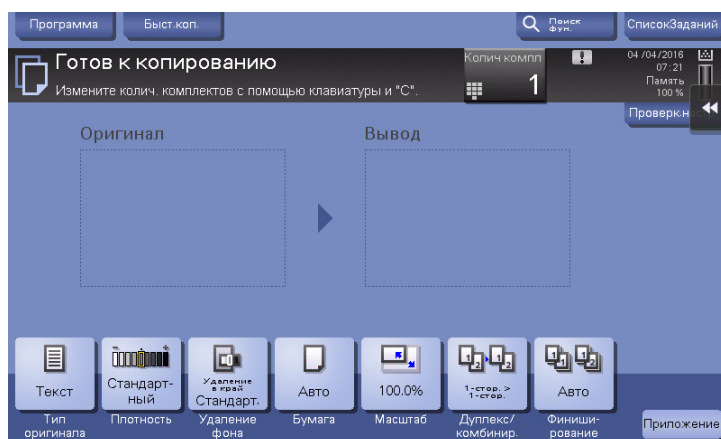 Программа
Быст.коп.
Поиск
фун.
СписокЗаданий
Готов к копированию
Колич компл
04/04/2016
07:21
Память
100 %
1
Измените колич. комплектов с помощью клавиатуры и "С".
Проверк.н
Оригинал
Вывод
Текст
Стандарт-
ный
Удаление
в край
Стандарт.
Авто
100.0%
1-стор. >
1-стор.
Авто
Тип
оригинала
Плотность
Удаление
фона
Бумага
Масштаб
Дуплекс/
комбинир.
Финиши-
рование
Приложение